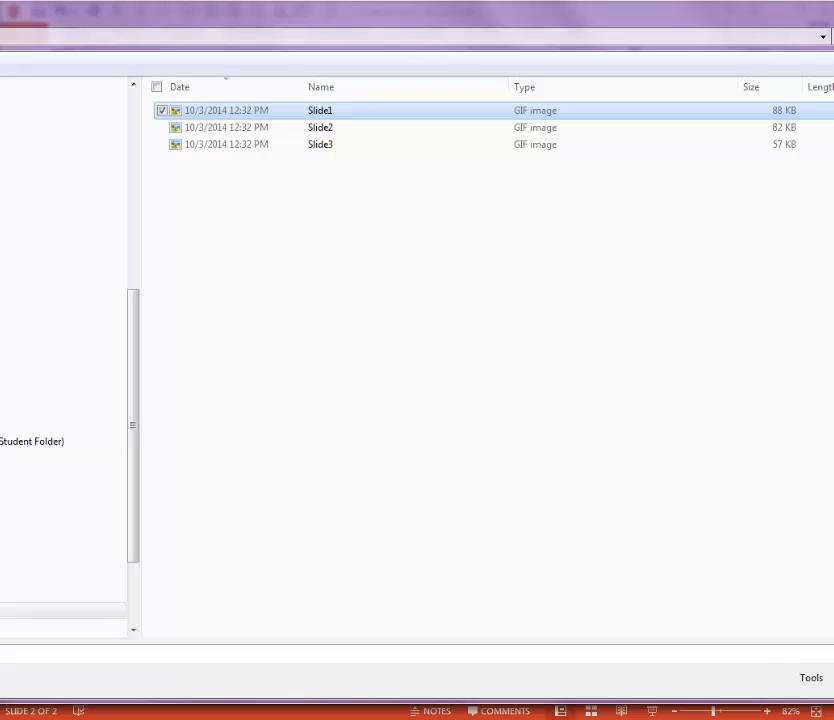 Date Name Type Size Lengt
10/3/2014 12:32 PM Slide1 GIF image 88 KB
10/3/2014 12:32 PM Slide2 GIF image 82 KB
10/3/2014 12:32 PM Slide3 GIF image 57 KB
Student Folder)
Tools
SLIDE 2 OF 2 NOTES COMMENTS 82%